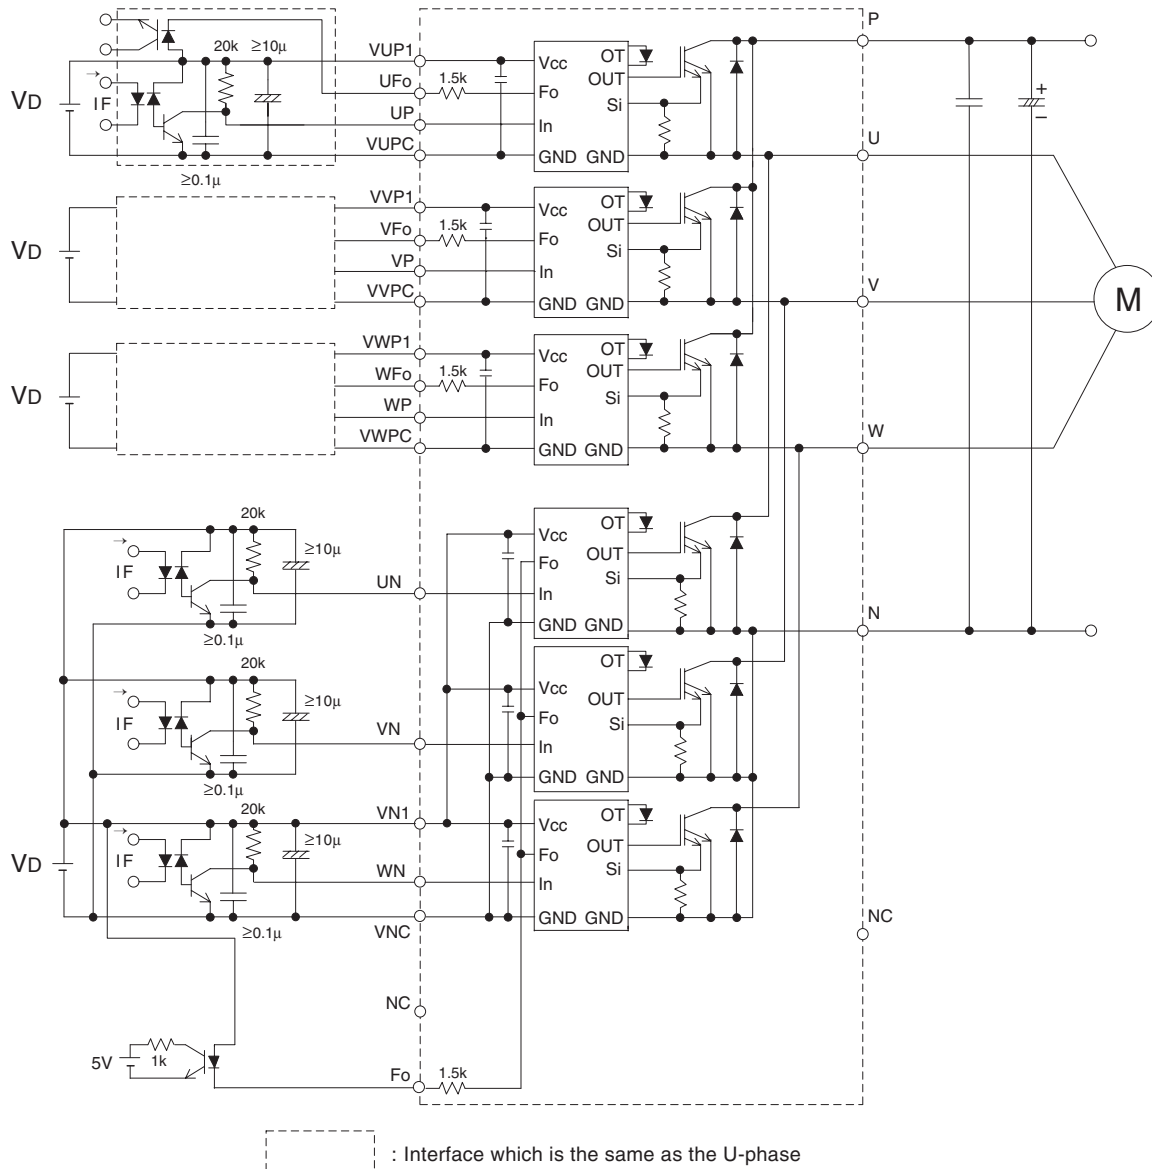 P
VD
IF
20k
≥10μ
≥0.1μ
VUP1
UFo
UP
VUPC
1.5k
Vcc
Fo
In
GND
GND
OT
OUT
Si
U
VD
VVP1
VFo
VP
VVPC
1.5k
Vcc
Fo
In
GND
GND
OT
OUT
Si
V
M
+
−
VD
VWP1
WFo
WP
VWPC
1.5k
Vcc
Fo
In
GND
GND
OT
OUT
Si
W
20k
≥10μ
IF
≥0.1μ
UN
Vcc
Fo
In
GND
GND
OT
OUT
Si
N
20k
≥10μ
IF
≥0.1μ
VN
Vcc
Fo
In
GND
GND
OT
OUT
Si
20k
≥10μ
VD
IF
≥0.1μ
VN1
WN
VNC
Vcc
Fo
In
GND
GND
OT
OUT
Si
NC
NC
5V
1k
Fo
1.5k
: Interface which is the same as the U-phase